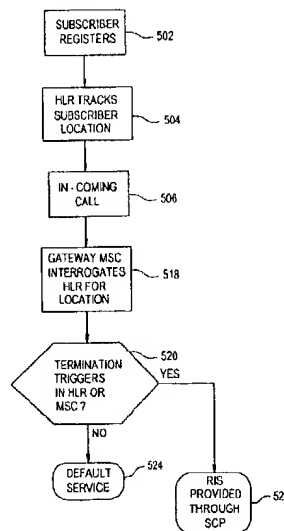 SUBSCRIBER
REGISTERS
502
HLR TRACKS
SUBSCRIBER
LOCATION
504
IN - COMING
CALL
506
GATEWAY MSC
INTERROGATES
HLR FOR
LOCATION
518
520
TERMINATION
TRIGGERS
IN HLR OR
MSC ?
YES
NO
DEFAULT
SERVICE
524
RIS
PROVIDED
THROUGH
SCP
52